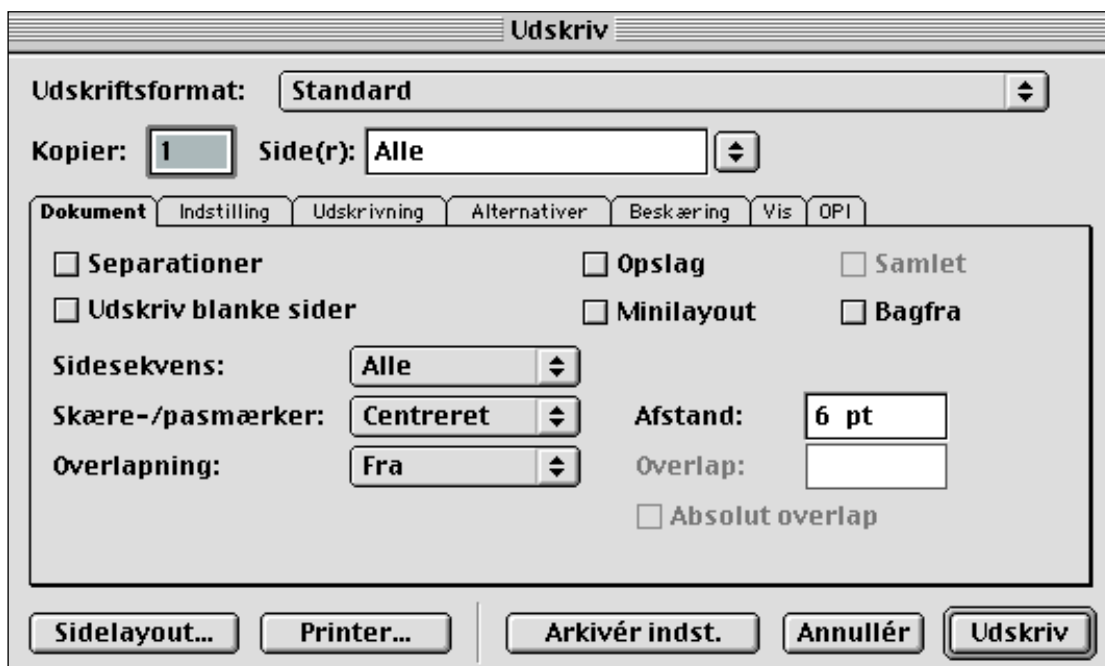 Udskriv
Udskriftsformat: Standard
Kopier: 1 Side(r): Alle
Dokument Indstilling Udskrivning Alternativer Beskæring Vis OPI
Separationer Opslag Samlet
Udskriv blanke sider Minilayout Bagfra
Sidesekvens: Alle
Skære-/pasmærker: Centreret Afstand: 6 pt
Overlapning: Fra Overlap:
Absolut overlap
Sidelayout... Printer... Arkivér indst. Annullér Udskriv